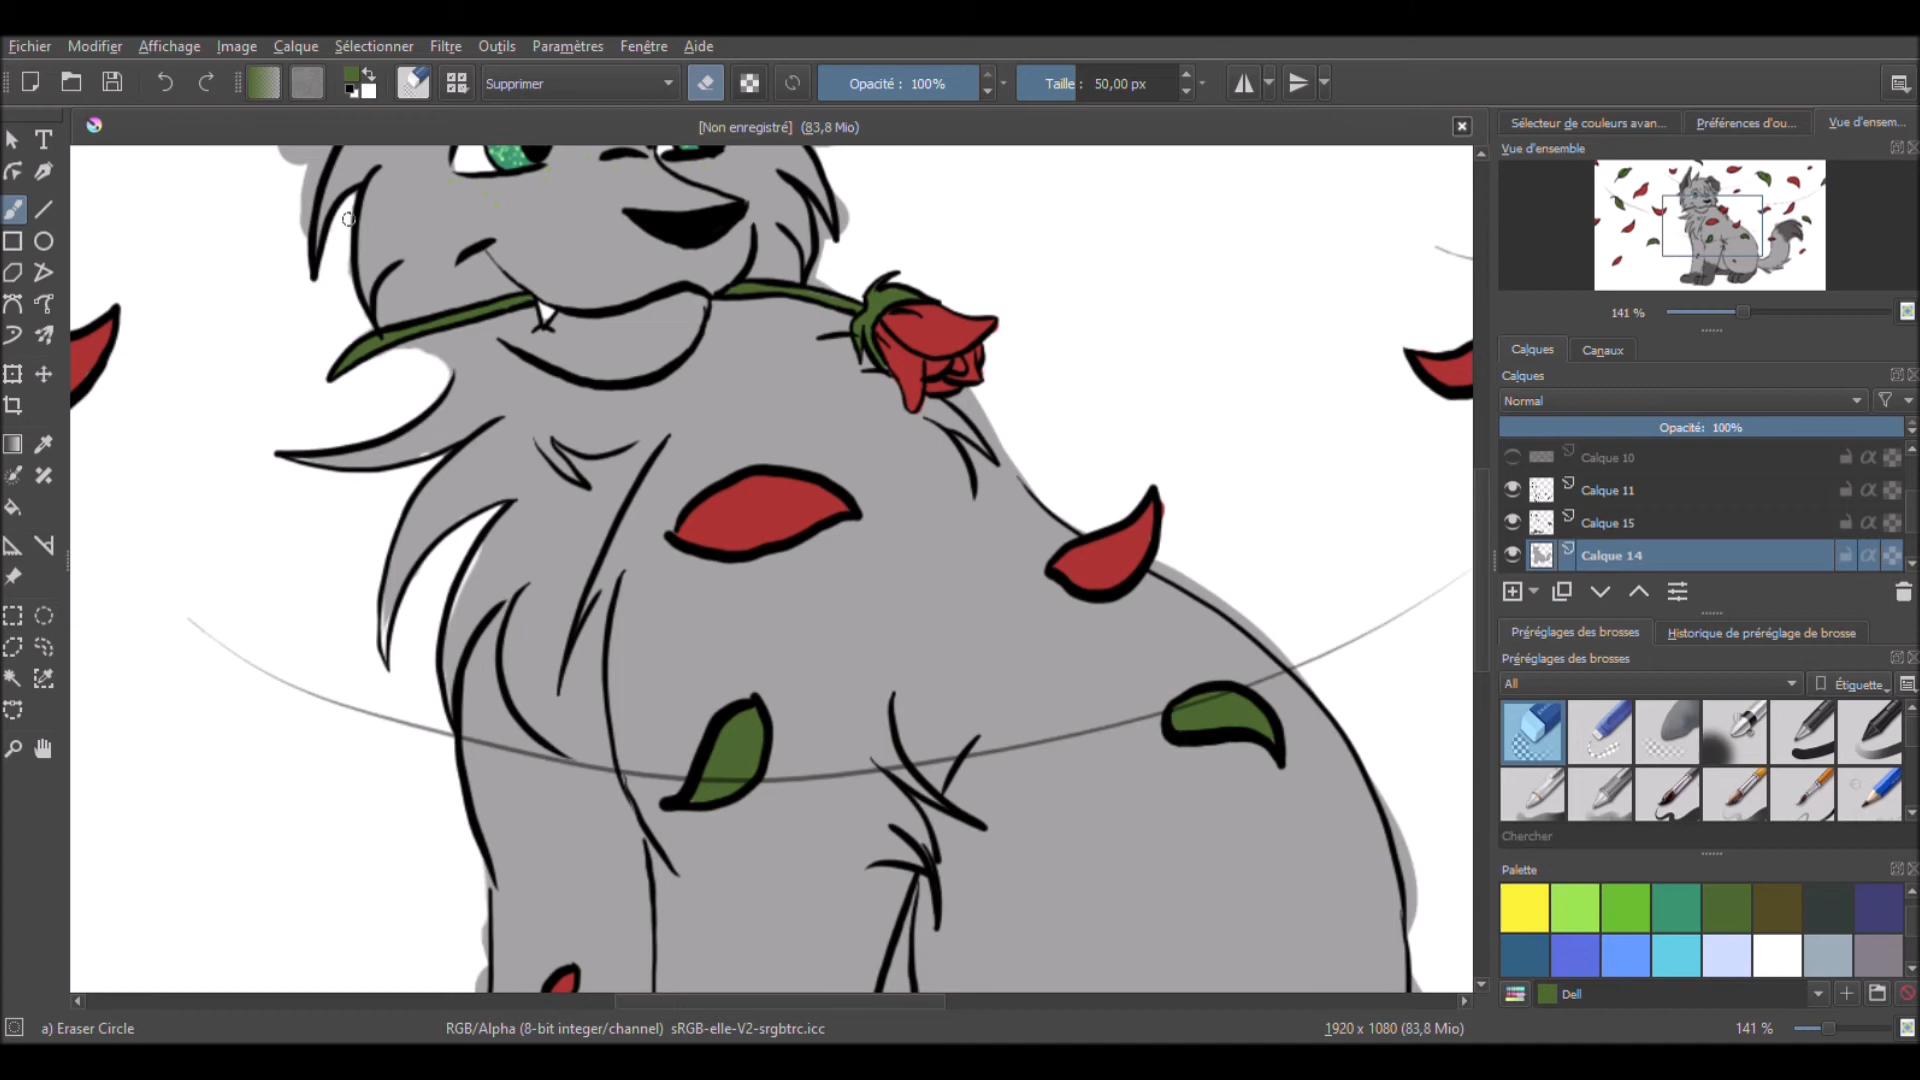 Fichier Modifier Affichage Image Calque Sélectionner Filtre Outils Paramètres Fenêtre Aide
Supprimer Opacité : 100% Taille : 50,00 px
[Non enregistré] (83,8 Mio)
Sélecteur de couleurs avan... Préférences d'ou... Vue d'ensem...
Vue d'ensemble
141 %
Calques Canaux
Calques
Normal
Opacité: 100%
Calque 10
Calque 11
Calque 15
Calque 14
Préréglages des brosses Historique de préréglage de brosse
Préréglages des brosses
All Étiquette
Chercher
Palette
Dell
a) Eraser Circle RGB/Alpha (8-bit integer/channel) sRGB-elle-V2-srgbtrc.icc 1920 x 1080 (83,8 Mio) 141 %